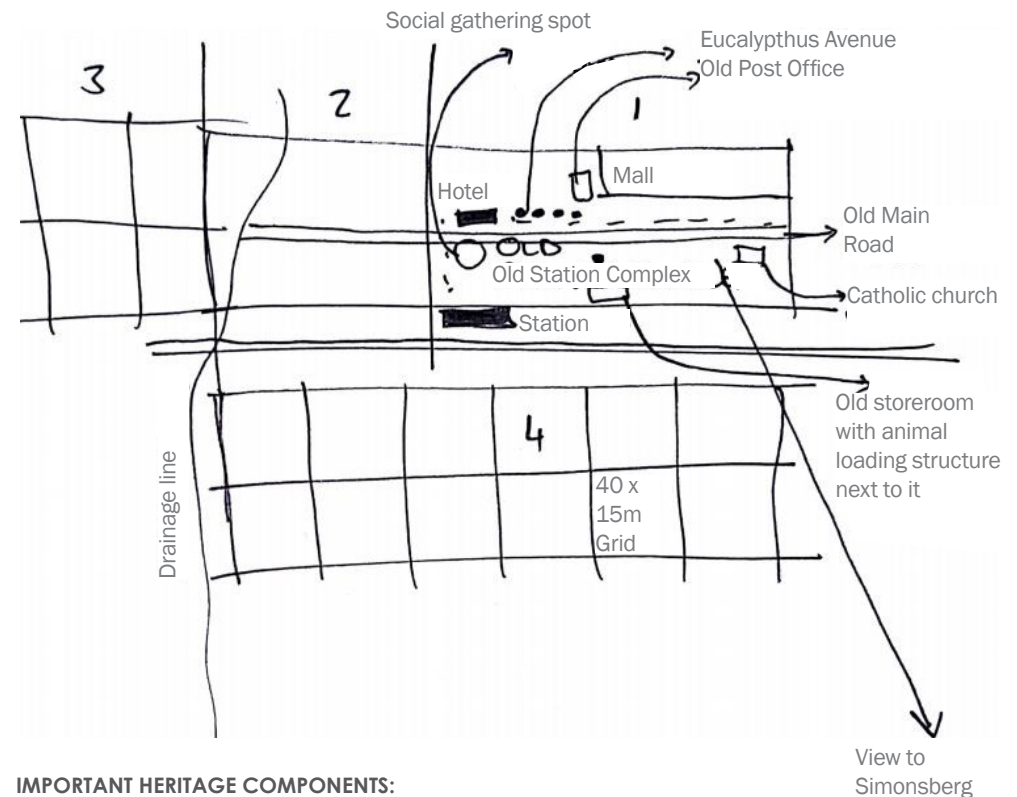 Social gathering spot
Eucalypthus Avenue
Old Post Office
3
2
1
Hotel
Mall
Old Main
Road
OLD
Old Station Complex
Catholic church
Station
Old storeroom
with animal
loading structure
next to it
4
40 x
15m
Grid
Drainage line
View to
Simonsberg
IMPORTANT HERITAGE COMPONENTS: